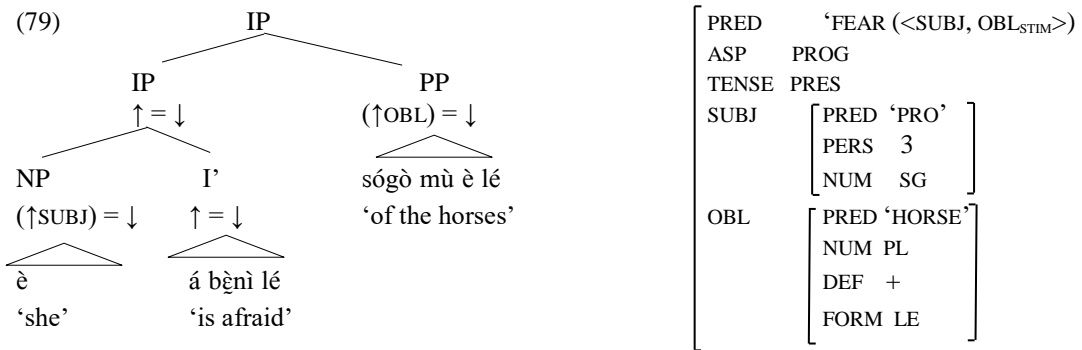 (79) IP
IP PP
↑ = ↓ (↑OBL) = ↓
NP I’ sógò mù è lé
(↑SUBJ) = ↓ ↑ = ↓ ‘of the horses’
è á bɛ̰̀nì lé
‘she’ ‘is afraid’
PRED ‘FEAR (<SUBJ, OBLSTIM>)
ASP PROG
TENSE PRES
SUBJ PRED ‘PRO’
PERS 3
NUM SG
OBL PRED ‘HORSE’
NUM PL
DEF +
FORM LE